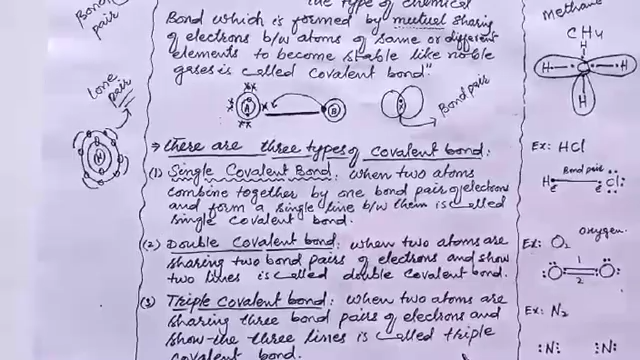 the type of chemical
Bond which is formed by mutual sharing
of electrons b/w atoms of same or different
elements to become stable like noble
gases is called covalent bond"
Bond
pair
lone
pair
A
B
Bond pair
⇒ There are three types of covalent bond:
(1) Single Covalent Bond: when two atoms
combine together by one bond pair of electrons
and form a single line b/w them is called
single covalent bond.
(2) Double Covalent bond: when two atoms are
sharing two bond pairs of electrons and show
two lines is called double covalent bond.
(3) Triple covalent bond: when two atoms are
sharing three bond pairs of electrons and
show the three lines is called triple
covalent bond.
Methane
CH4
H
H C H
H
Ex: HCl
Bond pair
H Cl
e e
Ex: O2 oxygen
1
O O
2
Ex: N2
N N